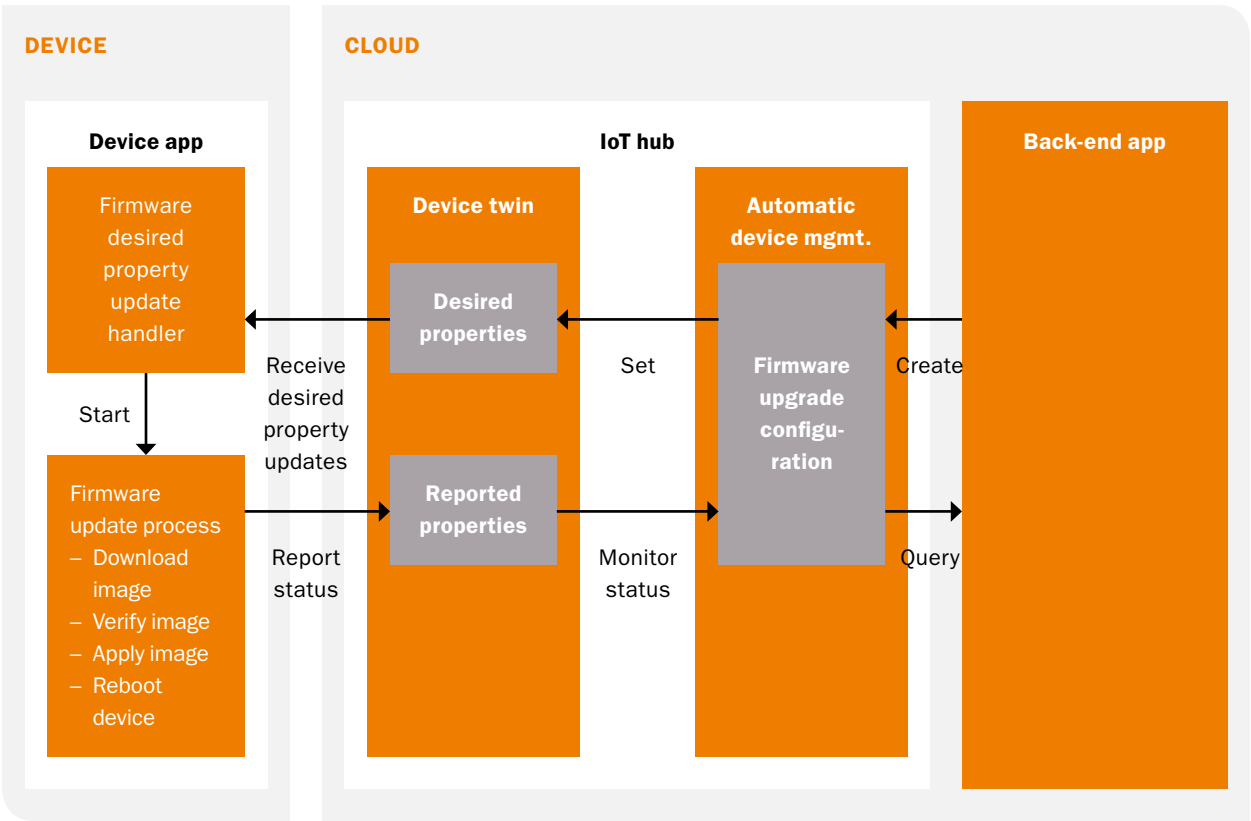 DEVICE
CLOUD
Device app
IoT hub
Back-end app
Firmware
desired
property
update
handler
Device twin
Automatic
device mgmt.
Desired
properties
Firmware
upgrade
configu-
ration
Receive
desired
property
updates
Set
Create
Start
Firmware
update process
– Download
image
– Verify image
– Apply image
– Reboot
device
Reported
properties
Report
status
Monitor
status
Query